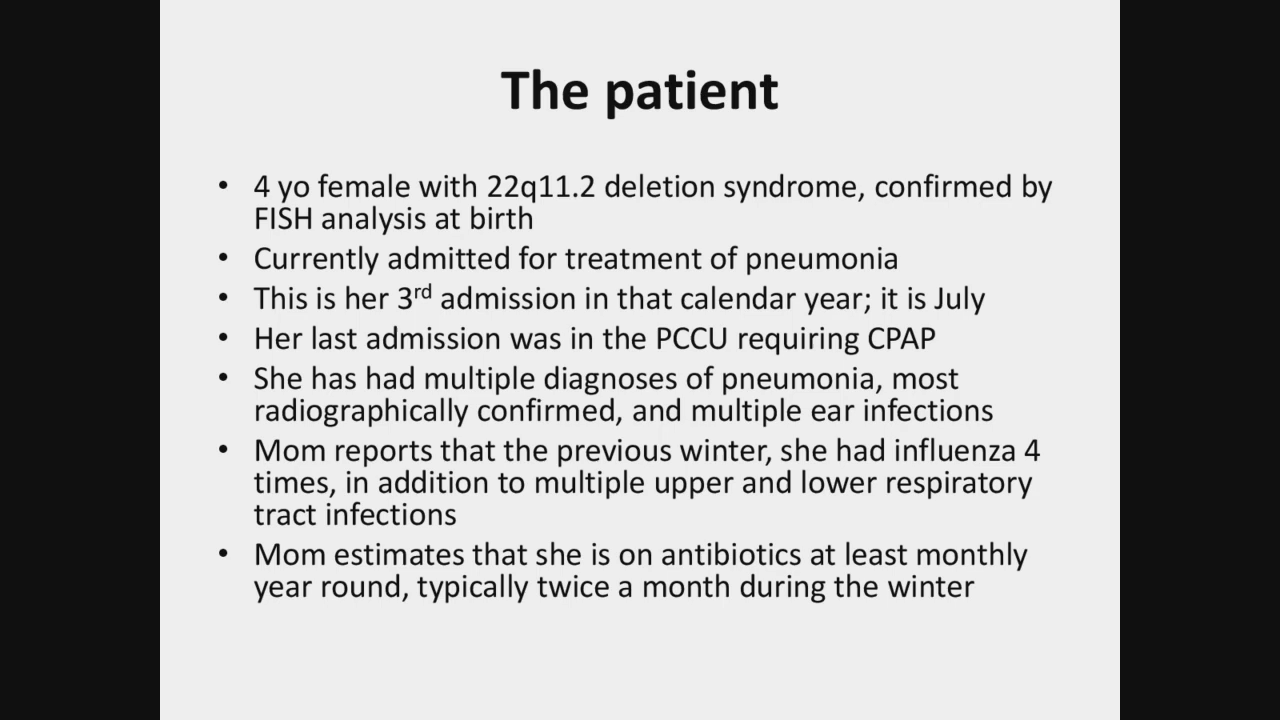 The patient
• 4 yo female with 22q11.2 deletion syndrome, confirmed by
FISH analysis at birth
• Currently admitted for treatment of pneumonia
• This is her 3rd admission in that calendar year; it is July
• Her last admission was in the PCCU requiring CPAP
• She has had multiple diagnoses of pneumonia, most
radiographically confirmed, and multiple ear infections
• Mom reports that the previous winter, she had influenza 4
times, in addition to multiple upper and lower respiratory
tract infections
• Mom estimates that she is on antibiotics at least monthly
year round, typically twice a month during the winter